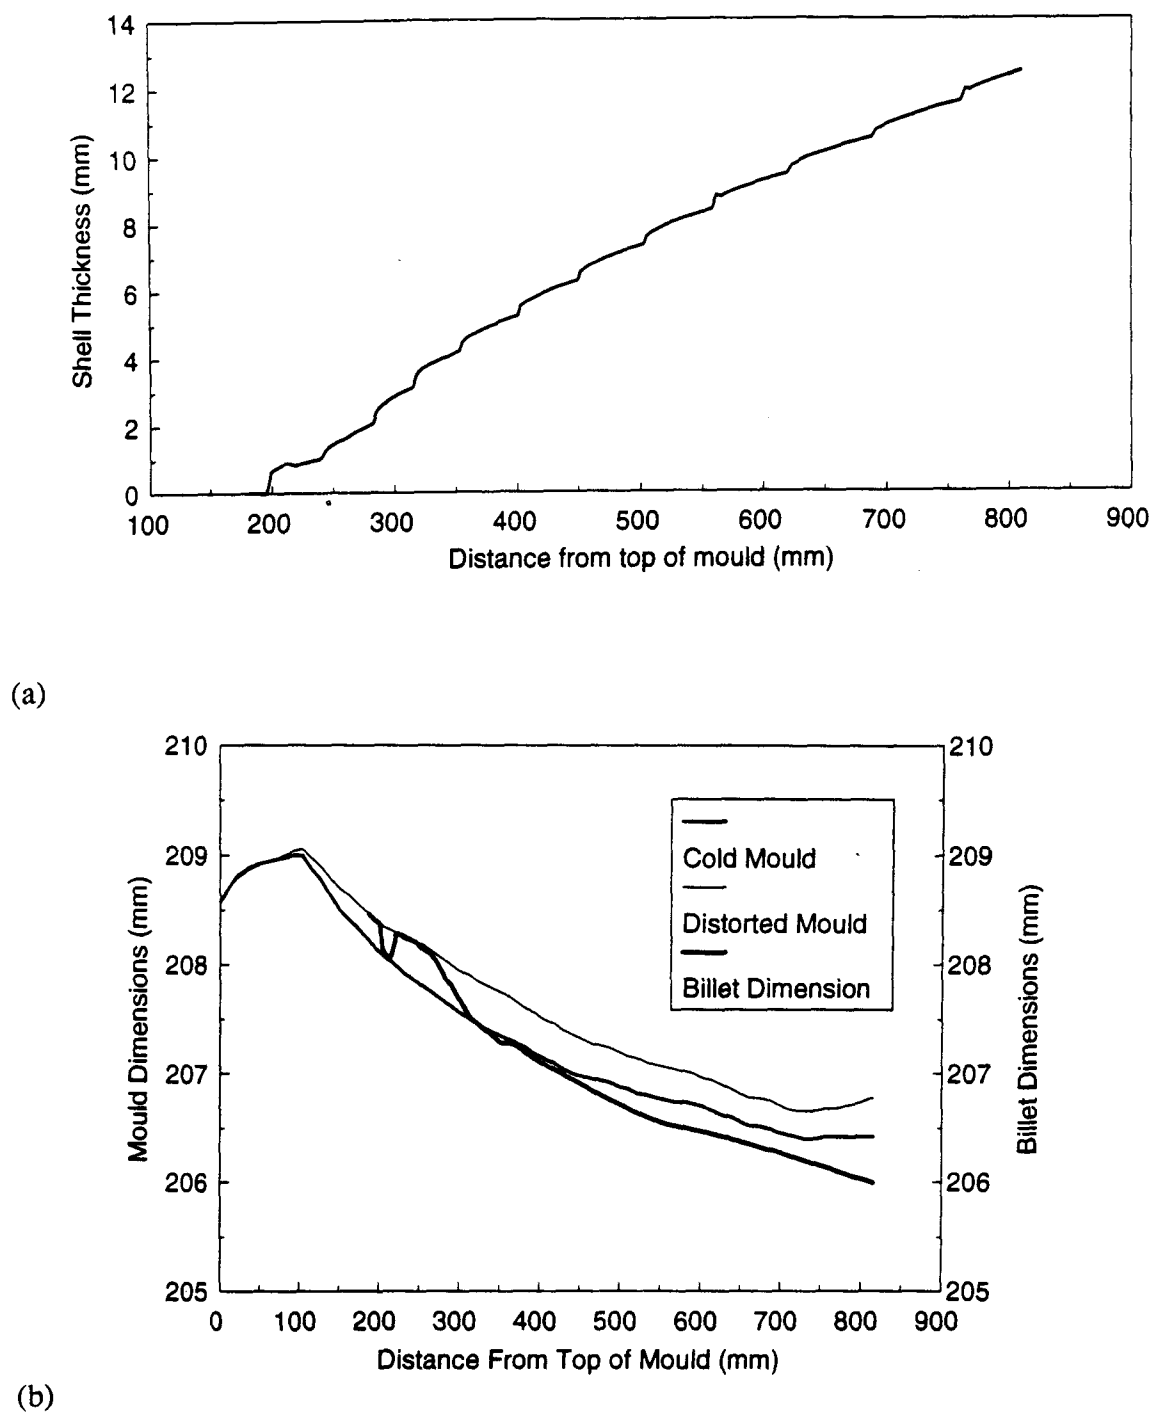 14
12
10
8
6
4
2
0
Shell Thickness (mm)
100 200 300 400 500 600 700 800 900
Distance from top of mould (mm)
(a)
210 210
209 209
208 208
207 207
206 206
205 205
Mould Dimensions (mm)
Billet Dimensions (mm)
Cold Mould
Distorted Mould
Billet Dimension
0 100 200 300 400 500 600 700 800 900
Distance From Top of Mould (mm)
(b)